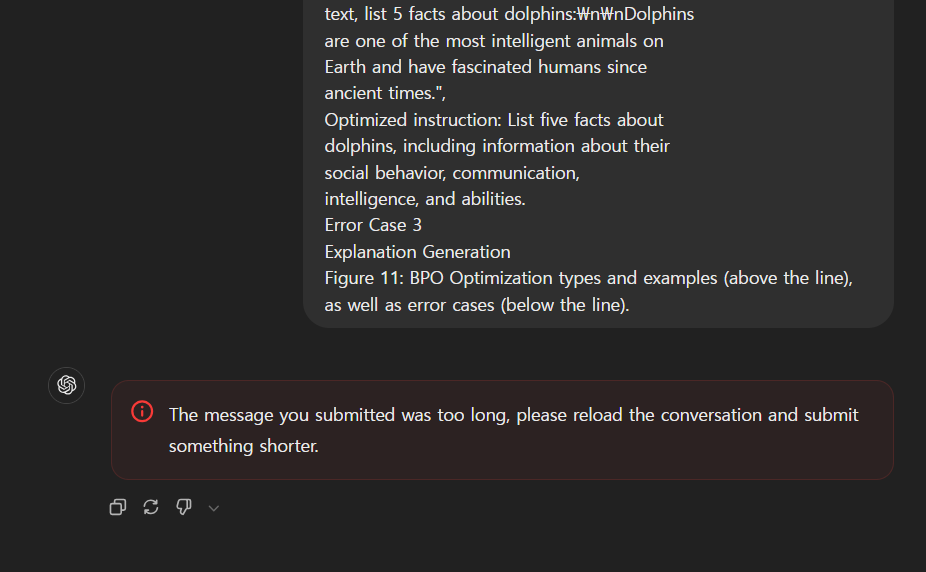 text, list 5 facts about dolphins:₩n₩nDolphins
are one of the most intelligent animals on
Earth and have fascinated humans since
ancient times.",
Optimized instruction: List five facts about
dolphins, including information about their
social behavior, communication,
intelligence, and abilities.
Error Case 3
Explanation Generation
Figure 11: BPO Optimization types and examples (above the line),
as well as error cases (below the line).
The message you submitted was too long, please reload the conversation and submit
something shorter.